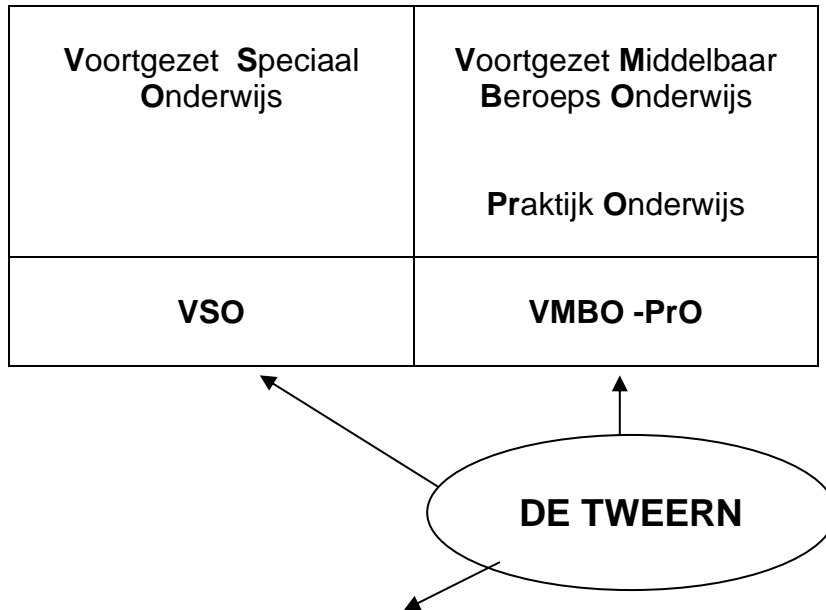 Voortgezet Speciaal
Onderwijs
Voortgezet Middelbaar
Beroeps Onderwijs
Praktijk Onderwijs
VSO
VMBO -PrO
DE TWEERN